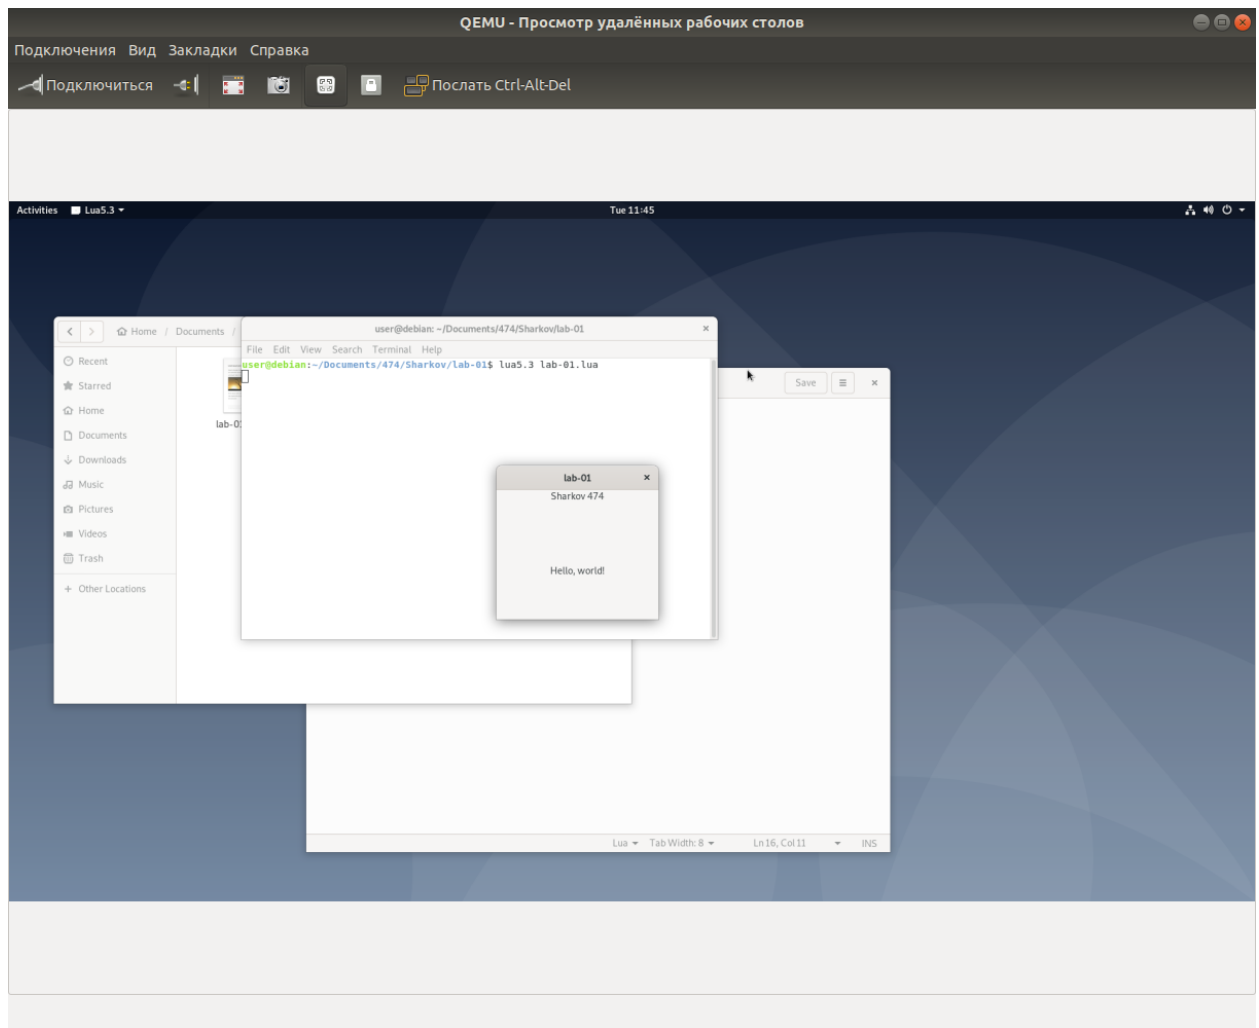 QEMU - Просмотр удалённых рабочих столов
Подключения Вид Закладки Справка
Подключиться Послать Ctrl-Alt-Del
Activities Lua5.3 Tue 11:45
Home / Documents /
Recent
Starred
Home
Documents
Downloads
Music
Pictures
Videos
Trash
+ Other Locations
user@debian: ~/Documents/474/Sharkov/lab-01
File Edit View Search Terminal Help
user@debian:~/Documents/474/Sharkov/lab-01$ lua5.3 lab-01.lua
Save
lab-01
Sharkov 474
Hello, world!
Lua Tab Width: 8 Ln 16, Col 11 INS